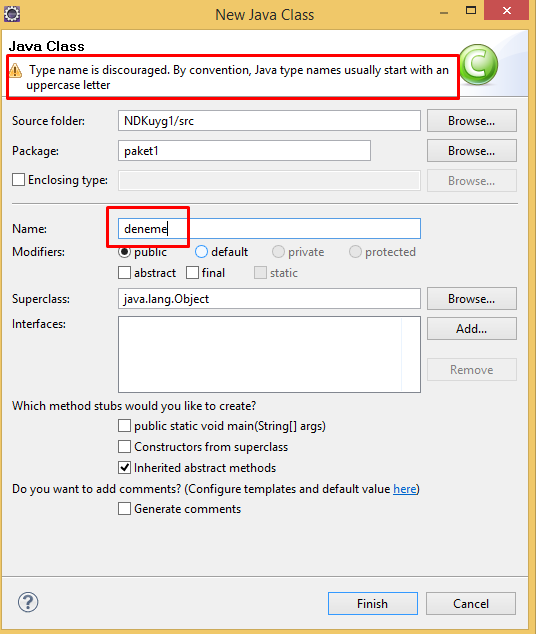 New Java Class
Java Class
Type name is discouraged. By convention, Java type names usually start with an
uppercase letter
Source folder: NDKuyg1/src Browse...
Package: paket1 Browse...
Enclosing type: Browse...
Name: deneme
Modifiers: public default private protected
abstract final static
Superclass: java.lang.Object Browse...
Interfaces: Add...
Remove
Which method stubs would you like to create?
public static void main(String[] args)
Constructors from superclass
Inherited abstract methods
Do you want to add comments? (Configure templates and default value here)
Generate comments
? Finish Cancel